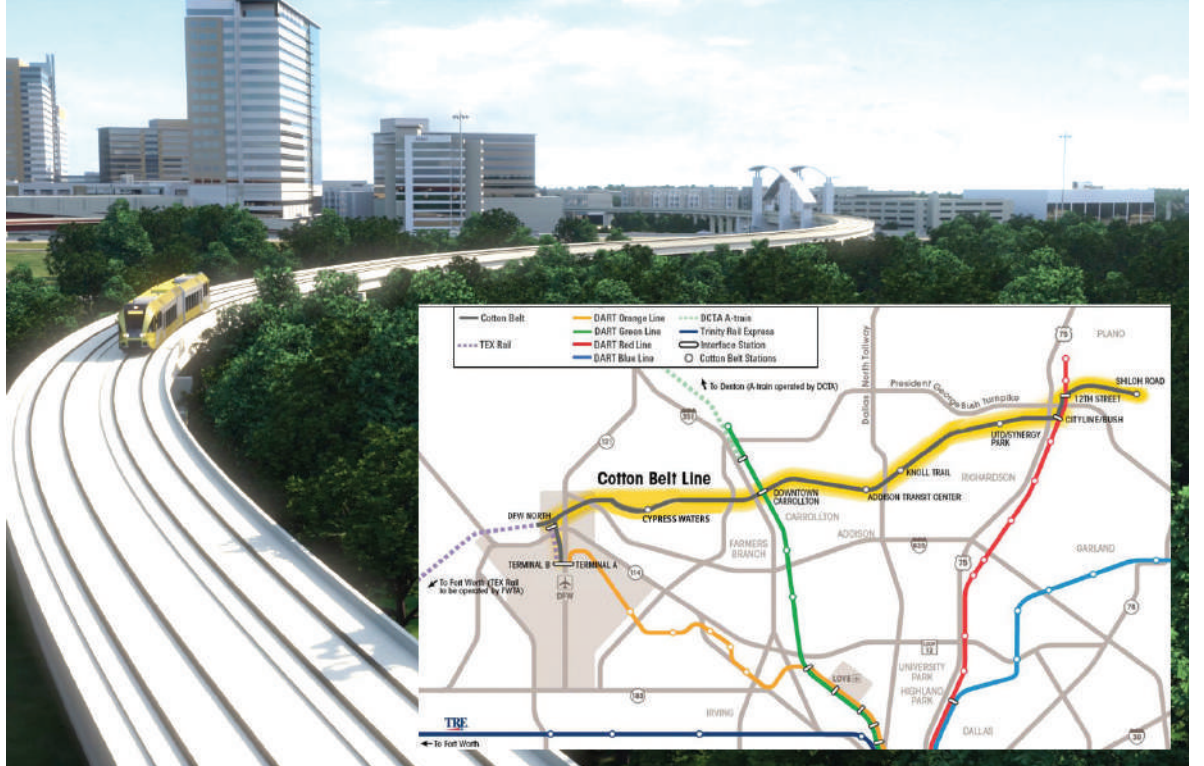 Cotton Belt
TEX Rail
DART Orange Line
DART Green Line
DART Red Line
DART Blue Line
DCTA A-train
Trinity Rail Express
Interface Station
Cotton Belt Stations
To Denton (A-train operated by DCTA)
Dallas North Tollway
President George Bush Turnpike
75
PLANO
SHILOH ROAD
12TH STREET
CITYLINE/BUSH
UTD/SYNERGY
PARK
KNOLL TRAIL
RICHARDSON
ADDISON TRANSIT CENTER
121
Cotton Belt Line
DOWNTOWN
CARROLLTON
CARROLLTON
CYPRESS WATERS
DFW NORTH
FARMERS
BRANCH
ADDISON
635
GARLAND
75
78
TERMINAL B
TERMINAL A
114
DFW
To Fort Worth (TEX Rail
to be operated by FWTA)
LOOP
12
UNIVERSITY
PARK
HIGHLAND
PARK
LOVE
183
IRVING
DALLAS
30
TRE
To Fort Worth